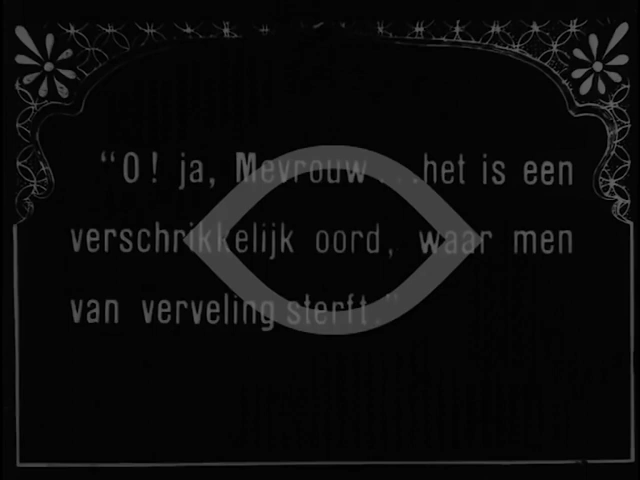 "O! ja, Mevrouw...het is een
verschrikkelijk oord, waar men
van verveling sterft."